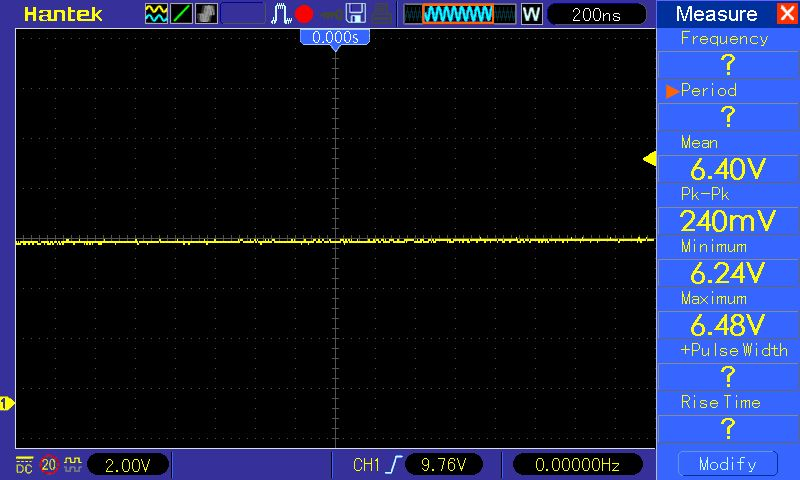 Hantek
W
200ns
Measure
0.000s
Frequency
?
Period
?
Mean
6.40V
Pk-Pk
240mV
Minimum
6.24V
Maximum
6.48V
+Pulse Width
?
Rise Time
?
1
DC
20
2.00V
CH1
9.76V
0.00000Hz
Modify